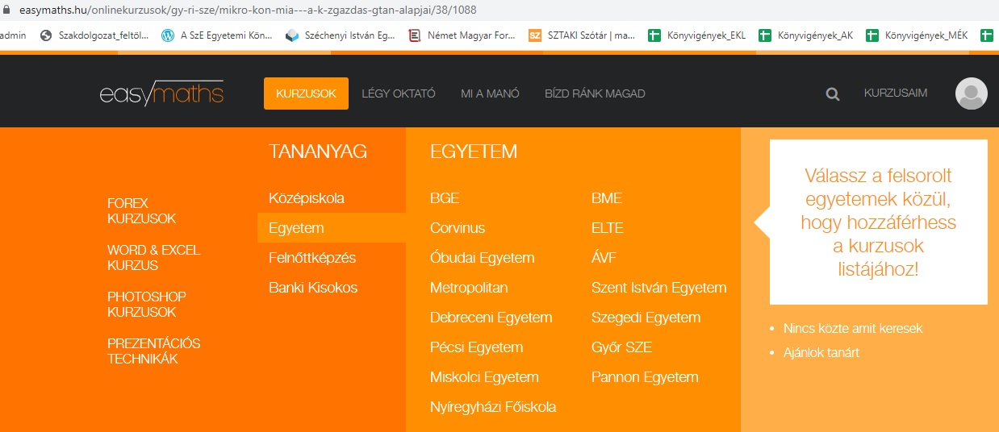 easymaths.hu/onlinekurzusok/gy-ri-sze/mikro-kon-mia---a-k-zgazdas-gtan-alapjai/38/1088
admin
Szakdolgozat_feltöl...
A SzE Egyetemi Kön...
Széchenyi István Eg...
Német Magyar For...
SZ
SZTAKI Szótár | ma...
Könyvigények_EKL
Könyvigények_AK
Könyvigények_MÉK
easymaths
KURZUSOK
LÉGY OKTATÓ
MI A MANÓ
BÍZD RÁNK MAGAD
KURZUSAIM
FOREX
KURZUSOK
WORD & EXCEL
KURZUS
PHOTOSHOP
KURZUSOK
PREZENTÁCIÓS
TECHNIKÁK
TANANYAG
Középiskola
Egyetem
Felnőttképzés
Banki Kisokos
EGYETEM
BGE
Corvinus
Óbudai Egyetem
Metropolitan
Debreceni Egyetem
Pécsi Egyetem
Miskolci Egyetem
Nyíregyházi Főiskola
BME
ELTE
ÁVF
Szent István Egyetem
Szegedi Egyetem
Győr SZE
Pannon Egyetem
Válassz a felsorolt
egyetemek közül,
hogy hozzáférhess
a kurzusok
listájához!
• Nincs közte amit keresek
• Ajánlok tanárt